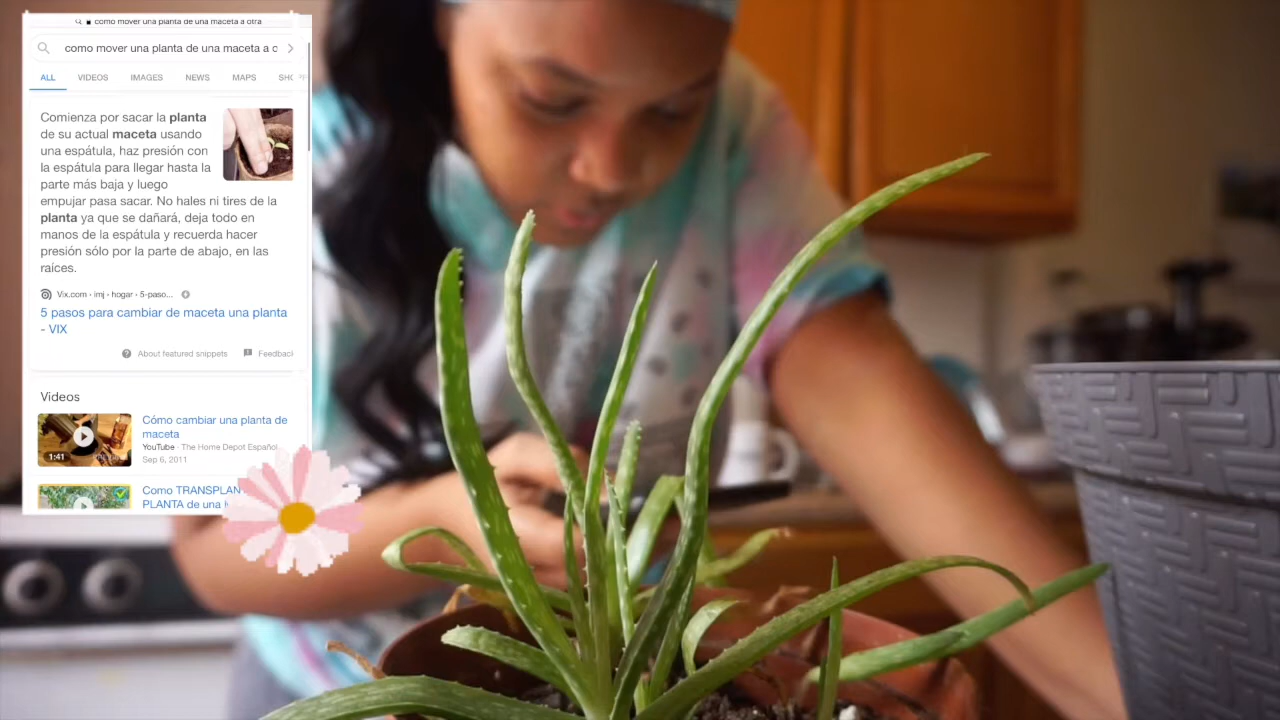 como mover una planta de una maceta a otra
como mover una planta de una maceta a c
ALL VIDEOS IMAGES NEWS MAPS
Comienza por sacar la planta
de su actual maceta usando
una espátula, haz presión con
la espátula para llegar hasta la
parte más baja y luego
empujar pasa sacar. No hales ni tires de la
planta ya que se dañará, deja todo en
manos de la espátula y recuerda hacer
presión sólo por la parte de abajo, en las
raíces.
Vix.com › imj › hogar › 5-paso...
5 pasos para cambiar de maceta una planta
- VIX
About featured snippets Feedback
Videos
Cómo cambiar una planta de
maceta
YouTube · The Home Depot Español
Sep 6, 2011
1:41
Como TRANSPLAN
PLANTA de una